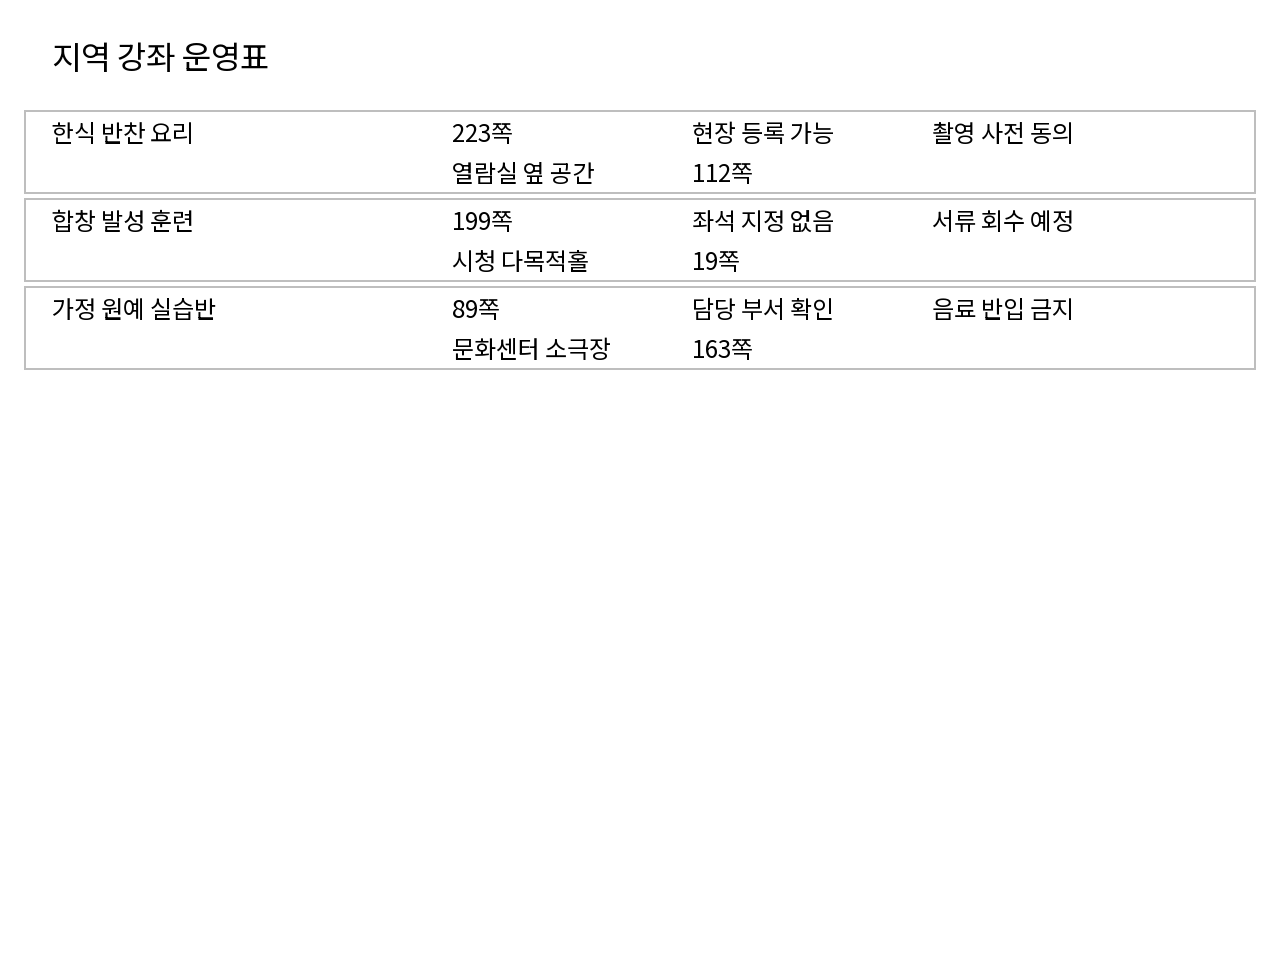 지역 강좌 운영표
한식 반찬 요리 223쪽 현장 등록 가능 촬영 사전 동의
열람실 옆 공간 112쪽
합창 발성 훈련 199쪽 좌석 지정 없음 서류 회수 예정
시청 다목적홀 19쪽
가정 원예 실습반 89쪽 담당 부서 확인 음료 반입 금지
문화센터 소극장 163쪽